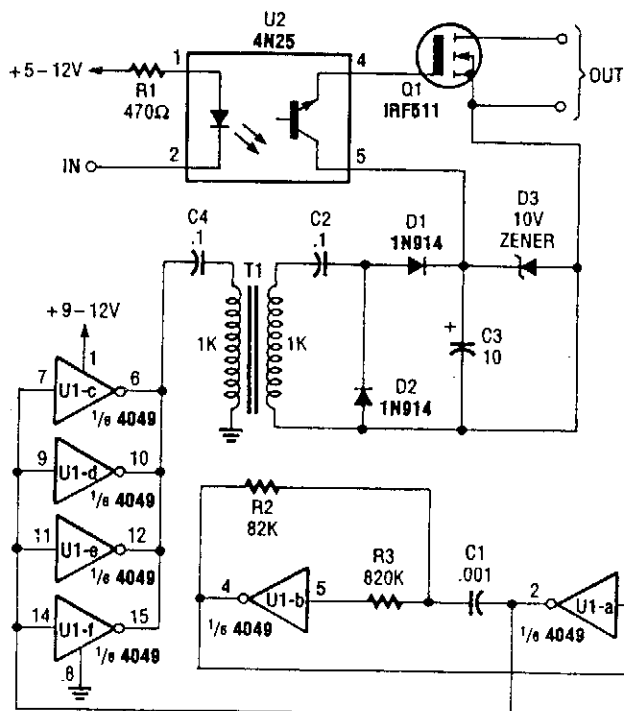 U2
4N25
1
4
+5-12V
R1
470Ω
2
5
IN
Q1
IRF511
OUT
C4
.1
T1
1K
1K
C2
.1
D1
1N914
D3
10V
ZENER
+
C3
10
D2
1N914
+9-12V
1
7
U1-c
6
1/6 4049
9
U1-d
10
1/6 4049
11
U1-e
12
1/6 4049
14
U1-f
15
1/6 4049
8
R2
82K
R3
820K
C1
.001
4
U1-b
5
1/6 4049
2
U1-a
1/6 4049